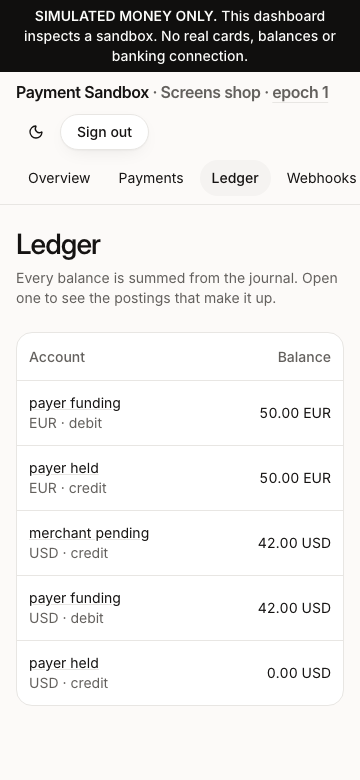 SIMULATED MONEY ONLY. This dashboard
inspects a sandbox. No real cards, balances or
banking connection.
Payment Sandbox · Screens shop · epoch 1
Sign out
Overview Payments Ledger Webhooks
Ledger
Every balance is summed from the journal. Open
one to see the postings that make it up.
Account Balance
payer funding
EUR · debit
50.00 EUR
payer held
EUR · credit
50.00 EUR
merchant pending
USD · credit
42.00 USD
payer funding
USD · debit
42.00 USD
payer held
USD · credit
0.00 USD